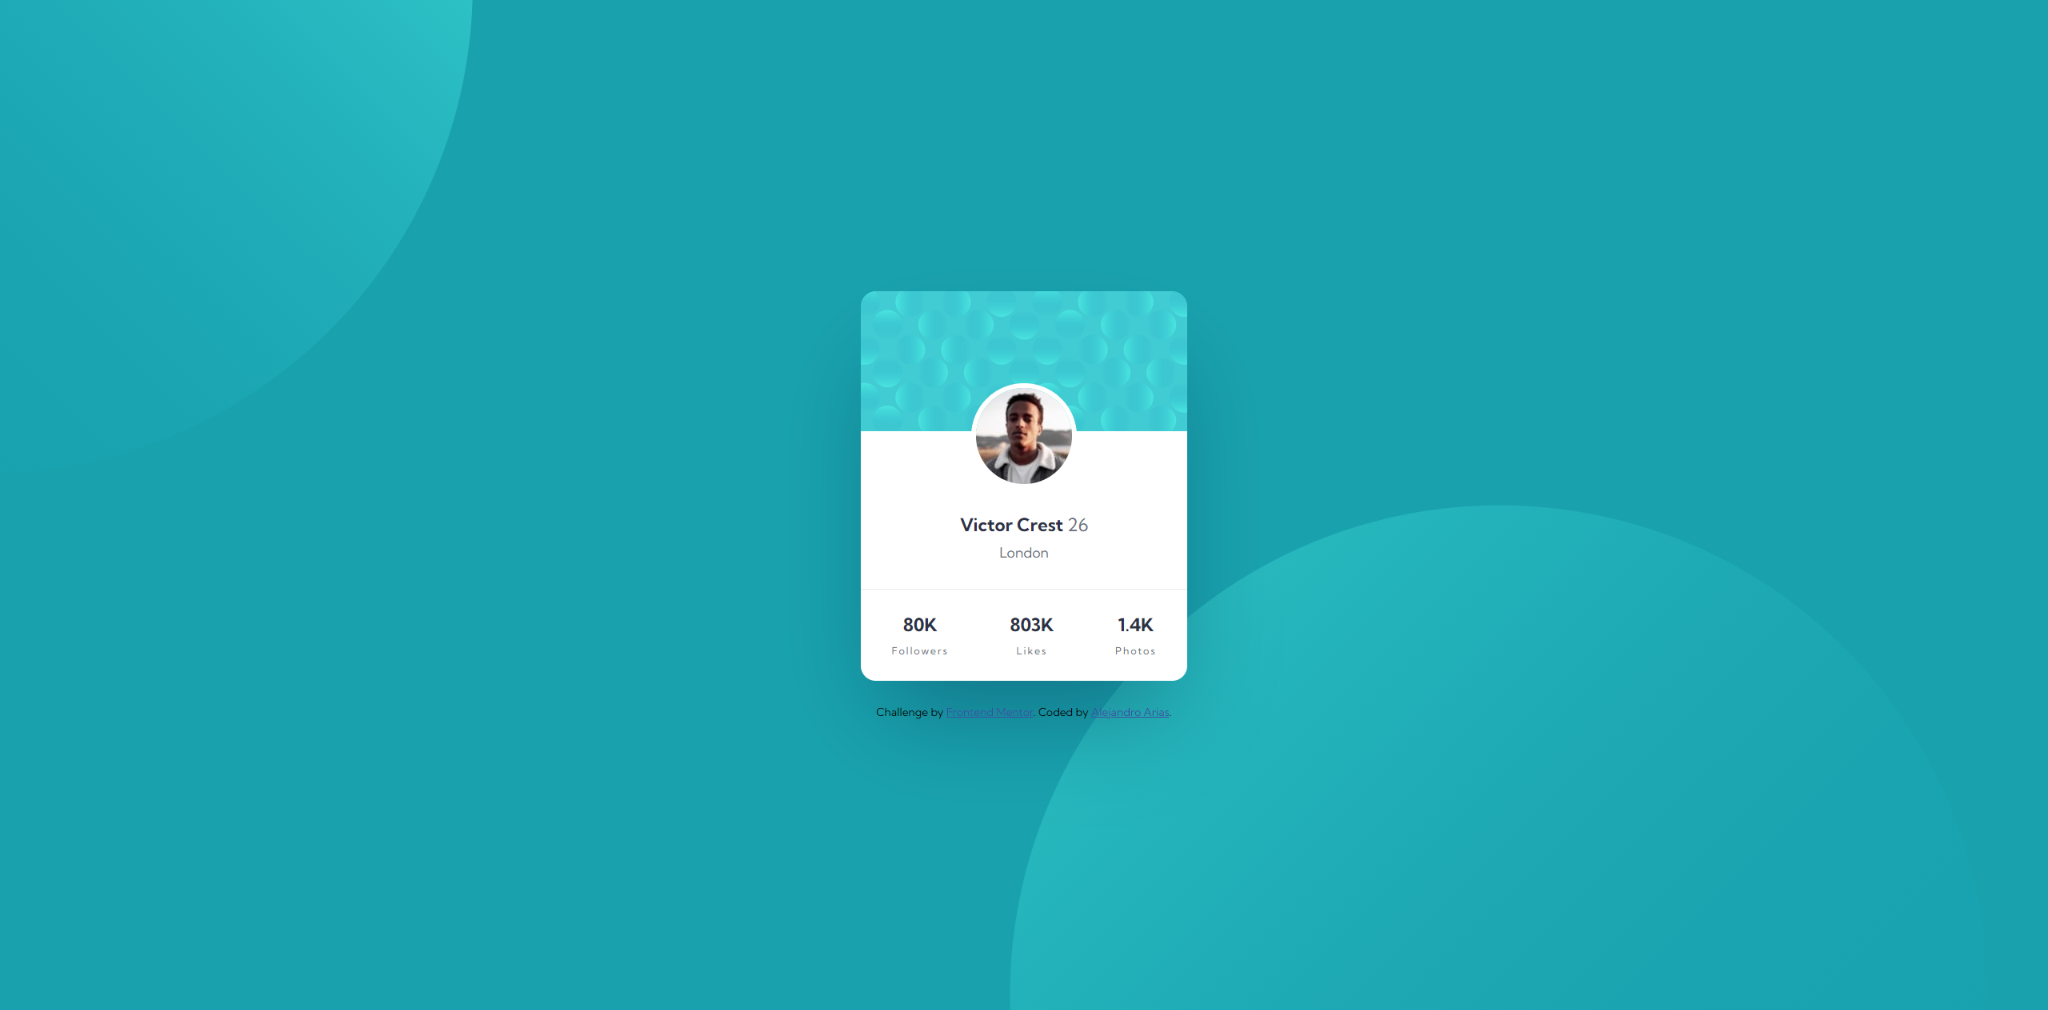 Victor Crest 26
London
80K 803K 1.4K
Followers Likes Photos
Challenge by Frontend Mentor. Coded by Alejandro Arias.